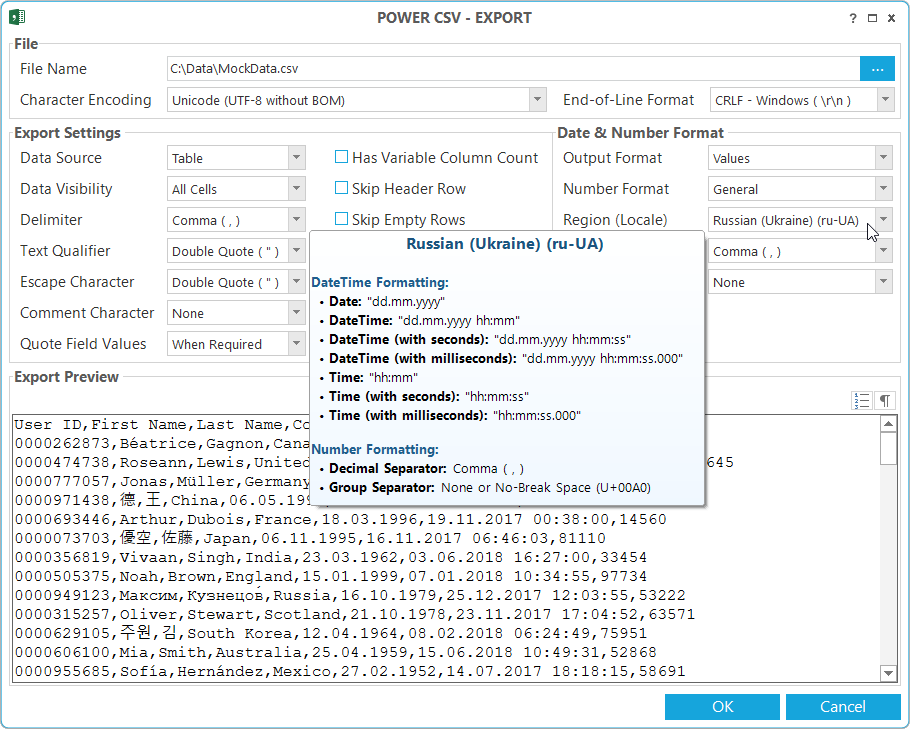 POWER CSV - EXPORT
File
File Name C:\Data\MockData.csv ...
Character Encoding Unicode (UTF-8 without BOM) End-of-Line Format CRLF - Windows ( \r\n )
Export Settings Date & Number Format
Data Source Table Has Variable Column Count Output Format Values
Data Visibility All Cells Skip Header Row Number Format General
Delimiter Comma ( , ) Skip Empty Rows Region (Locale) Russian (Ukraine) (ru-UA)
Text Qualifier Double Quote ( " ) Comma ( , )
Escape Character Double Quote ( " ) None
Comment Character None
Quote Field Values When Required
Russian (Ukraine) (ru-UA)
DateTime Formatting:
• Date: "dd.mm.yyyy"
• DateTime: "dd.mm.yyyy hh:mm"
• DateTime (with seconds): "dd.mm.yyyy hh:mm:ss"
• DateTime (with milliseconds): "dd.mm.yyyy hh:mm:ss.000"
• Time: "hh:mm"
• Time (with seconds): "hh:mm:ss"
• Time (with milliseconds): "hh:mm:ss.000"
Number Formatting:
• Decimal Separator: Comma ( , )
• Group Separator: None or No-Break Space (U+00A0)
Export Preview
User ID,First Name,Last Name,Co
0000262873,Béatrice,Gagnon,Cana
0000474738,Roseann,Lewis,United 645
0000777057,Jonas,Müller,Germany
0000971438,德,王,China,06.05.199
0000693446,Arthur,Dubois,France,18.03.1996,19.11.2017 00:38:00,14560
0000073703,優空,佐藤,Japan,06.11.1995,16.11.2017 06:46:03,81110
0000356819,Vivaan,Singh,India,23.03.1962,03.06.2018 16:27:00,33454
0000505375,Noah,Brown,England,15.01.1999,07.01.2018 10:34:55,97734
0000949123,Максим,Кузнецо́в,Russia,16.10.1979,25.12.2017 12:03:55,53222
0000315257,Oliver,Stewart,Scotland,21.10.1978,23.11.2017 17:04:52,63571
0000629105,주원,김,South Korea,12.04.1964,08.02.2018 06:24:49,75951
0000606100,Mia,Smith,Australia,25.04.1959,15.06.2018 10:49:31,52868
0000955685,Sofía,Hernández,Mexico,27.02.1952,14.07.2017 18:18:15,58691
OK Cancel